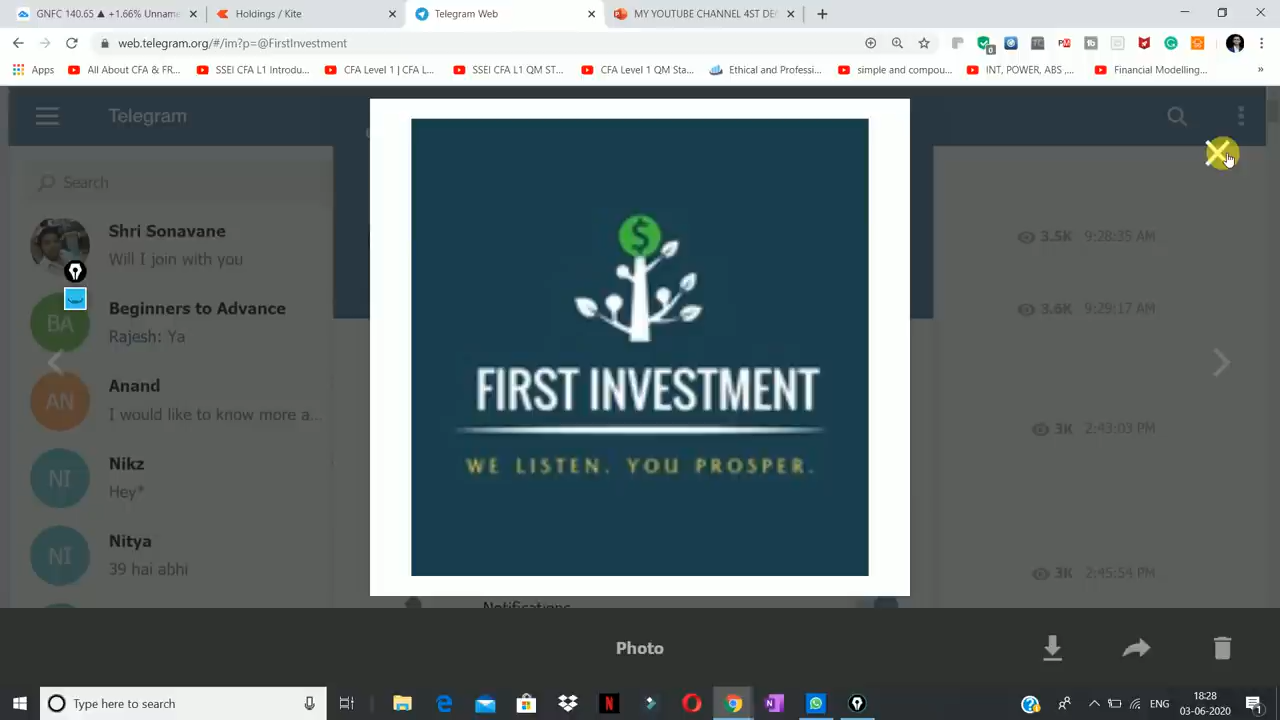 GNFC 140.65 ▲ +1.66% Unname
Holdings / Kite
Telegram Web
MY YOUTUBE CHANNEL 4ST DE
web.telegram.org/#/im?p=@FirstInvestment
Apps
All About CFA & FR...
SSEI CFA L1 Introdu...
CFA Level 1 | CFA L...
SSEI CFA L1 QM ST...
CFA Level 1 QM Sta...
Ethical and Professi...
simple and compou...
INT, POWER, ABS ,...
Financial Modelling...
»
Telegram
Search
Shri Sonavane
Will I join with you
3.5K 9:28:35 AM
BA
Beginners to Advance
Rajesh: Ya
3.6K 9:29:17 AM
AN
Anand
I would like to know more a...
3K 2:43:03 PM
NI
Nikz
Hey*
NI
Nitya
39 hai abhi
3K 2:45:54 PM
$
FIRST INVESTMENT
WE LISTEN. YOU PROSPER.
Notifications
Photo
Type here to search
ENG
18:28
03-06-2020
1